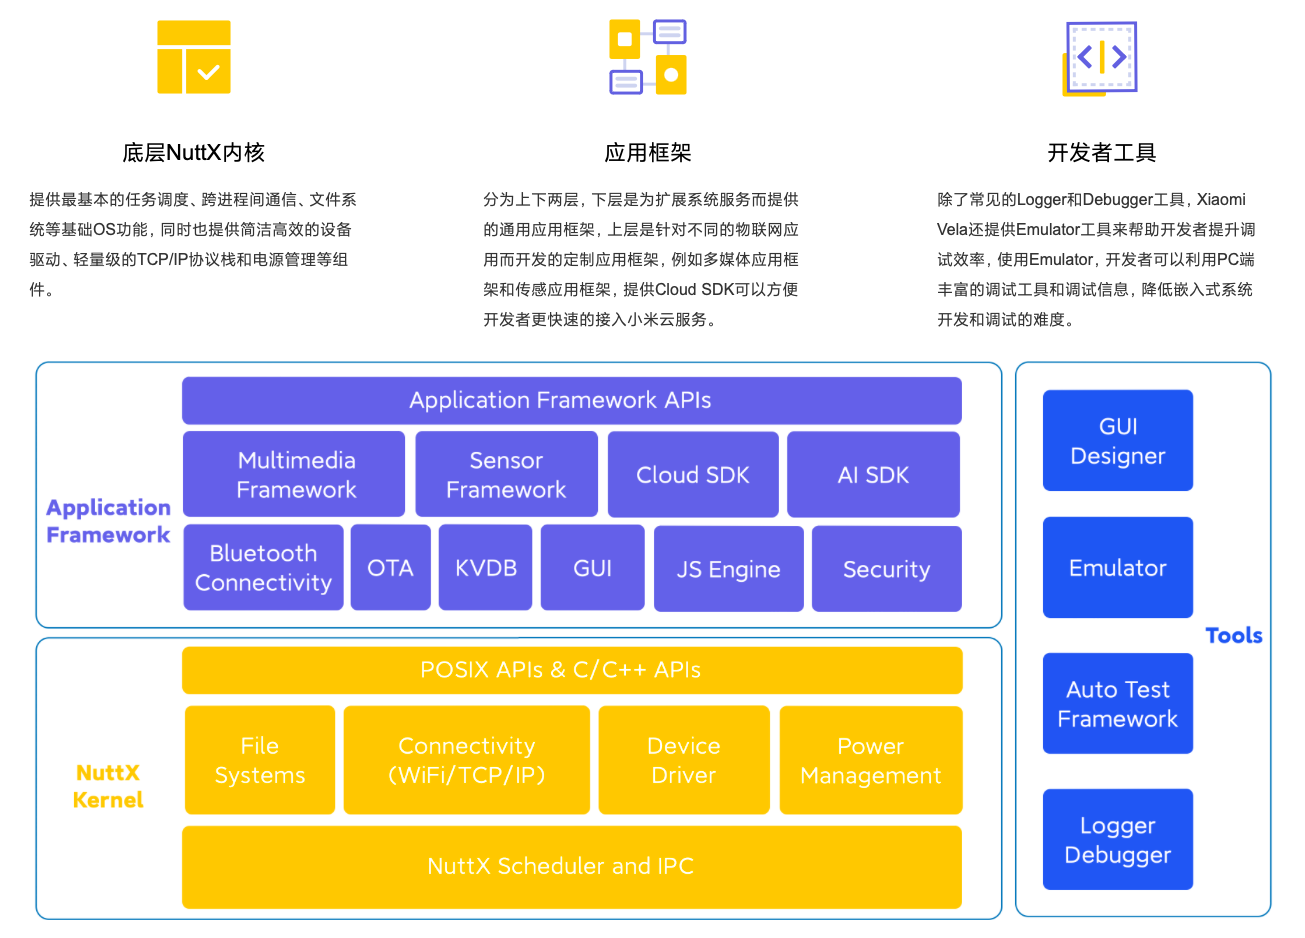 底层NuttX内核
提供最基本的任务调度、跨进程间通信、文件系
统等基础OS功能，同时也提供简洁高效的设备
驱动、轻量级的TCP/IP协议栈和电源管理等组
件。
应用框架
分为上下两层，下层是为扩展系统服务而提供
的通用应用框架，上层是针对不同的物联网应
用而开发的定制应用框架，例如多媒体应用框
架和传感应用框架，提供Cloud SDK可以方便
开发者更快速的接入小米云服务。
开发者工具
除了常见的Logger和Debugger工具，Xiaomi
Vela还提供Emulator工具来帮助开发者提升调
试效率，使用Emulator，开发者可以利用PC端
丰富的调试工具和调试信息，降低嵌入式系统
开发和调试的难度。
Application
Framework
Application Framework APIs
Multimedia
Framework
Sensor
Framework
Cloud SDK
AI SDK
Bluetooth
Connectivity
OTA
KVDB
GUI
JS Engine
Security
NuttX
Kernel
POSIX APIs & C/C++ APIs
File
Systems
Connectivity
(WiFi/TCP/IP)
Device
Driver
Power
Management
NuttX Scheduler and IPC
GUI
Designer
Emulator
Auto Test
Framework
Logger
Debugger
Tools